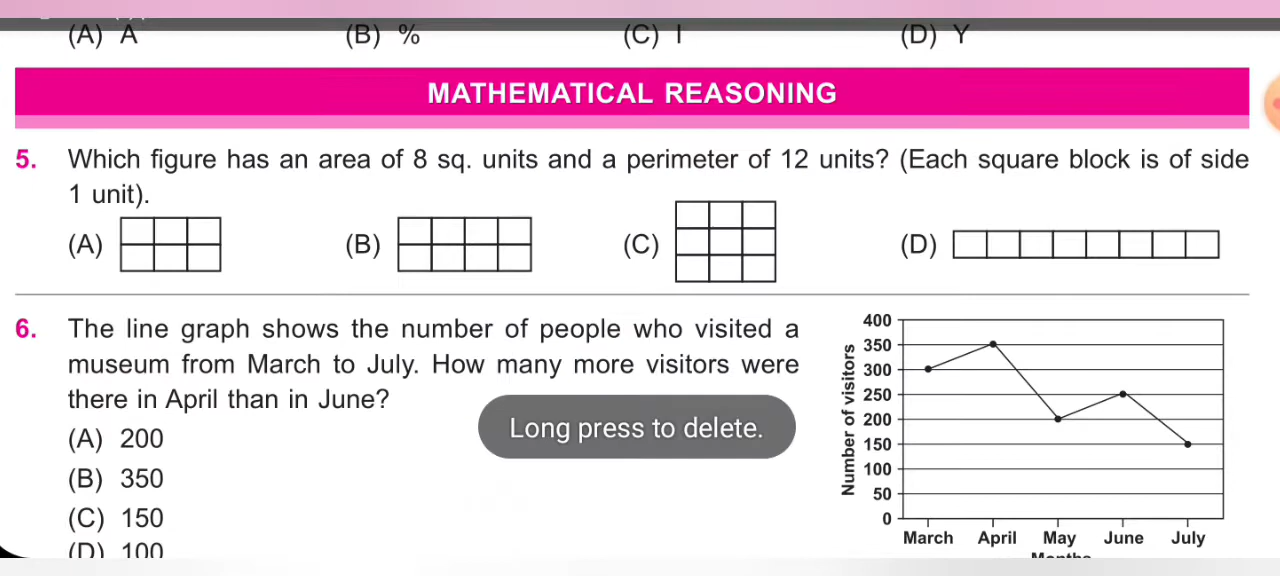 (A) A (B) % (C) I (D) Y
MATHEMATICAL REASONING
5. Which figure has an area of 8 sq. units and a perimeter of 12 units? (Each square block is of side
1 unit).
(A) (B) (C) (D)
6. The line graph shows the number of people who visited a
museum from March to July. How many more visitors were
there in April than in June?
(A) 200
(B) 350
(C) 150
(D) 100
Long press to delete.
Number of visitors
400
350
300
250
200
150
100
50
0
March April May June July
Months